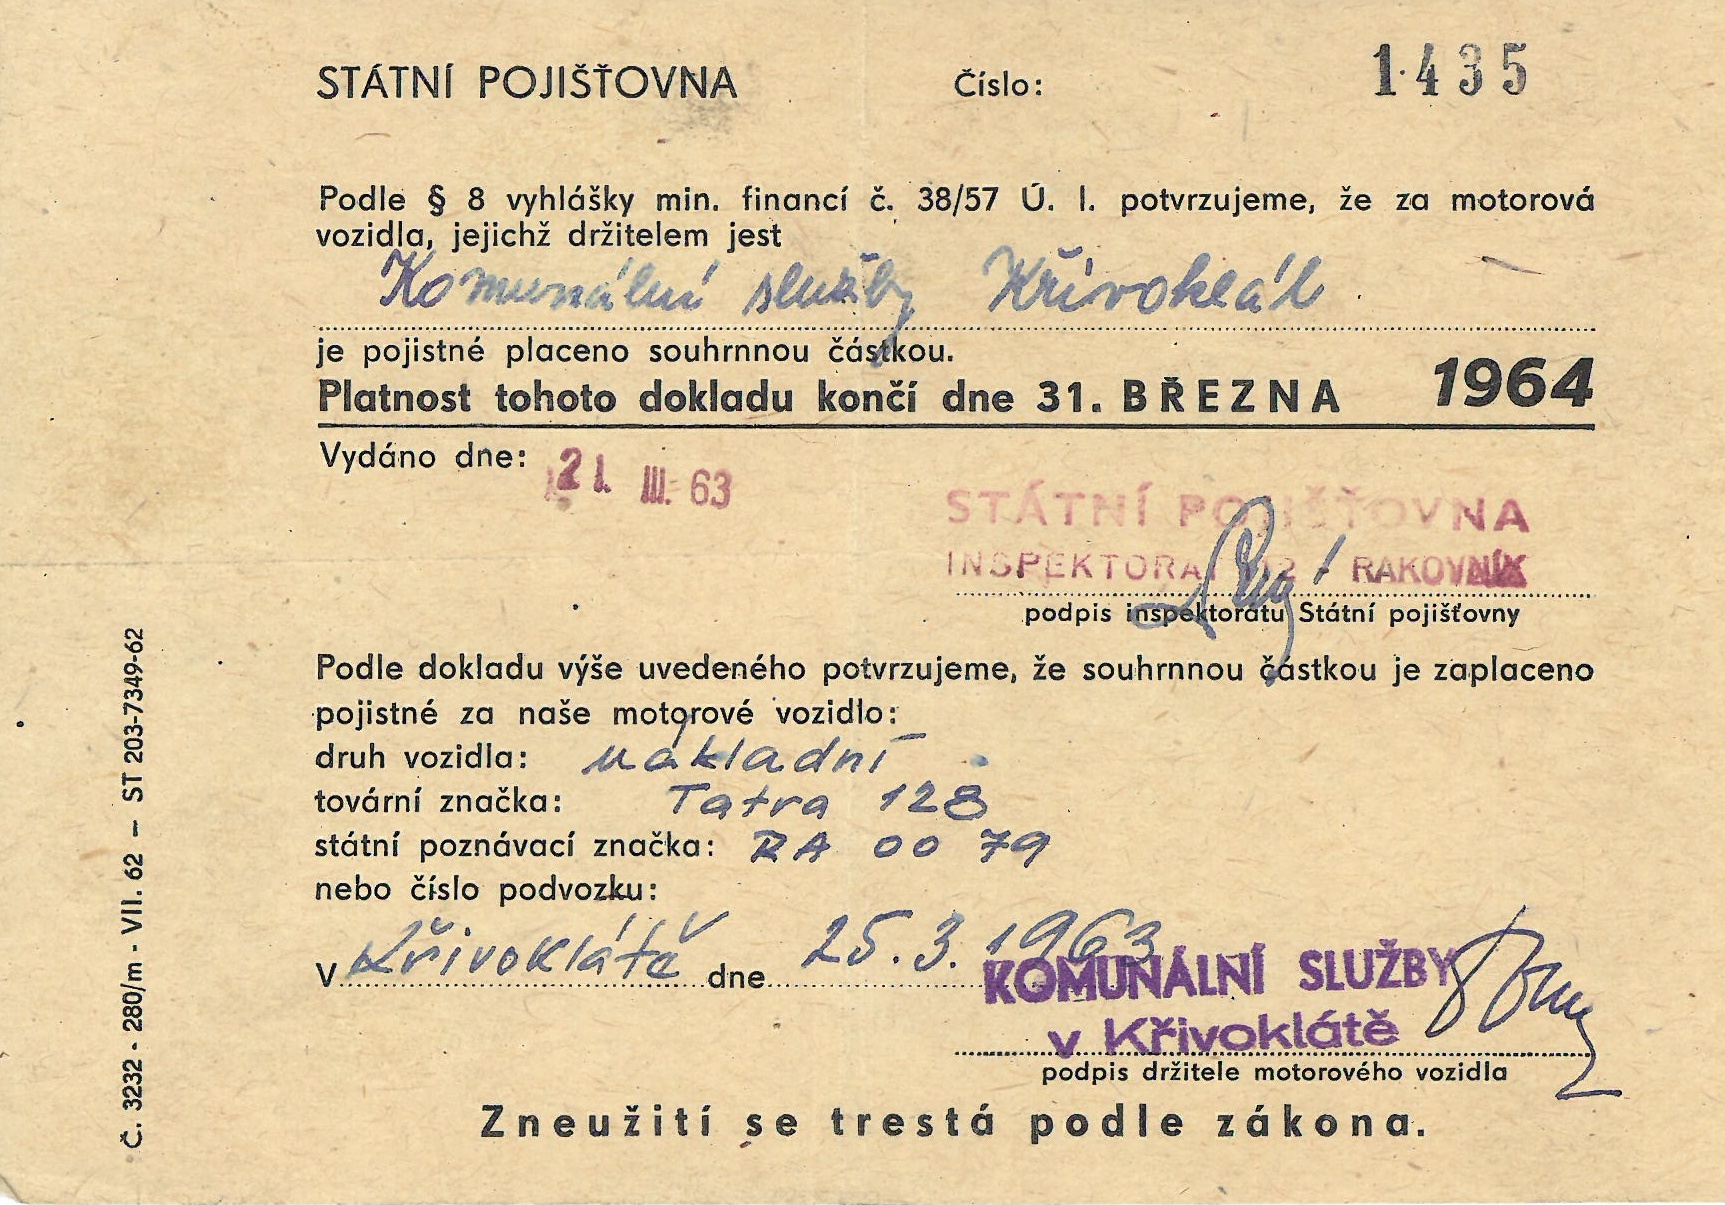 STÁTNÍ POJIŠŤOVNA Číslo: 1435
Podle § 8 vyhlášky min. financí č. 38/57 Ú. l. potvrzujeme, že za motorová
vozidla, jejichž držitelem jest
Komunální služby Křivoklát
je pojistné placeno souhrnnou částkou.
Platnost tohoto dokladu končí dne 31. BŘEZNA 1964
Vydáno dne: 21. III. 63
STÁTNÍ POJIŠŤOVNA
INSPEKTORA RAKOVNÍK
podpis inspektorátu Státní pojišťovny
Podle dokladu výše uvedeného potvrzujeme, že souhrnnou částkou je zaplaceno
pojistné za naše motorové vozidlo:
druh vozidla: nákladní
tovární značka: Tatra 128
státní poznávací značka: RA 00 79
nebo číslo podvozku:
V Křivoklátě dne 25.3.1963
KOMUNÁLNÍ SLUŽBY
v Křivoklátě
podpis držitele motorového vozidla
Zneužití se trestá podle zákona.
Č. 3232 - 280/m - VII. 62 — ST 203-7349-62